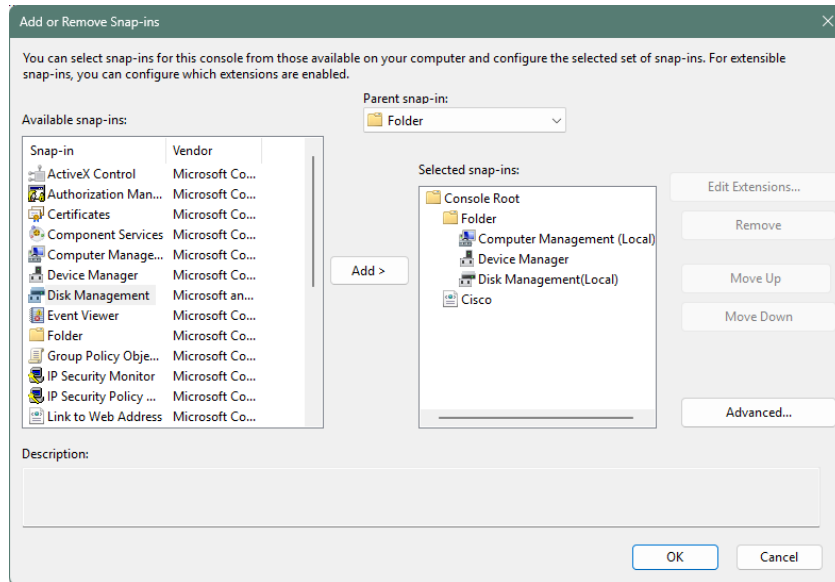 Add or Remove Snap-ins
You can select snap-ins for this console from those available on your computer and configure the selected set of snap-ins. For extensible
snap-ins, you can configure which extensions are enabled.
Parent snap-in:
Folder
Available snap-ins:
Snap-in Vendor
ActiveX Control Microsoft Co...
Authorization Man... Microsoft Co...
Certificates Microsoft Co...
Component Services Microsoft Co...
Computer Manage... Microsoft Co...
Device Manager Microsoft Co...
Disk Management Microsoft an...
Event Viewer Microsoft Co...
Folder Microsoft Co...
Group Policy Obje... Microsoft Co...
IP Security Monitor Microsoft Co...
IP Security Policy ... Microsoft Co...
Link to Web Address Microsoft Co...
Add >
Selected snap-ins:
Console Root
Folder
Computer Management (Local)
Device Manager
Disk Management(Local)
Cisco
Edit Extensions...
Remove
Move Up
Move Down
Advanced...
Description:
OK
Cancel